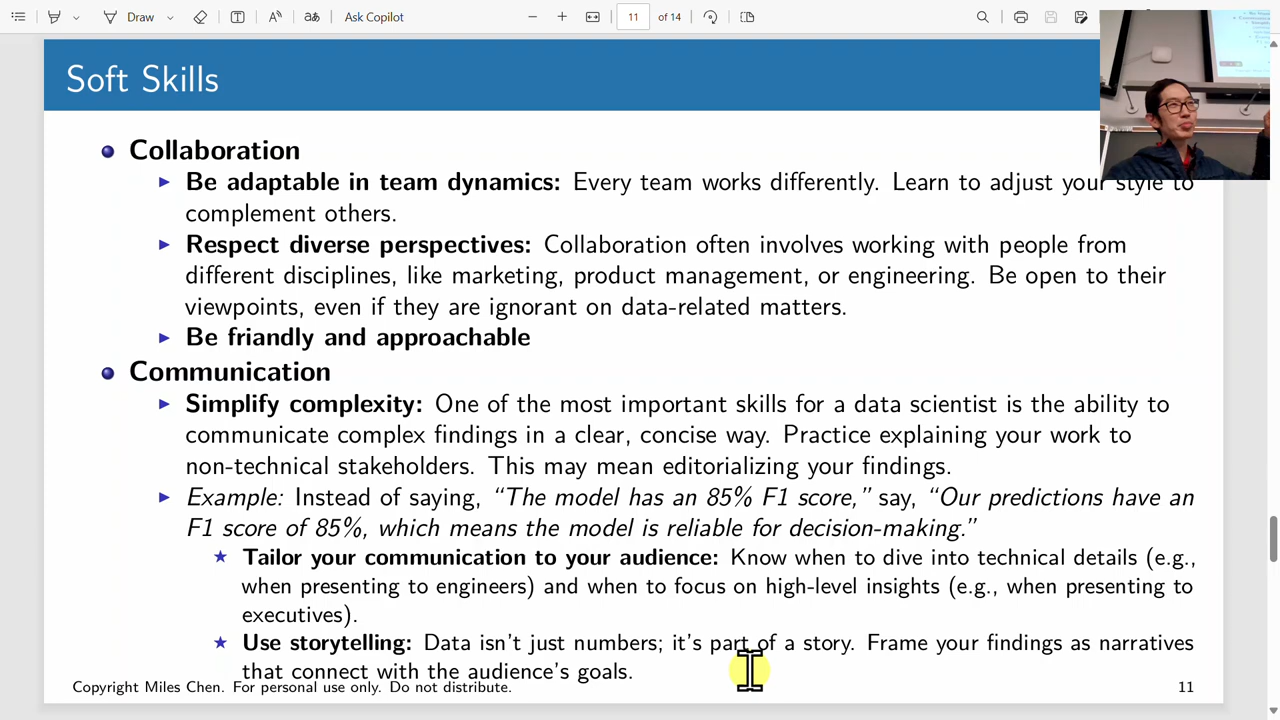 Draw
Ask Copilot
11 of 14
Soft Skills
Collaboration
Be adaptable in team dynamics: Every team works differently. Learn to adjust your style to
complement others.
Respect diverse perspectives: Collaboration often involves working with people from
different disciplines, like marketing, product management, or engineering. Be open to their
viewpoints, even if they are ignorant on data-related matters.
Be friendly and approachable
Communication
Simplify complexity: One of the most important skills for a data scientist is the ability to
communicate complex findings in a clear, concise way. Practice explaining your work to
non-technical stakeholders. This may mean editorializing your findings.
Example: Instead of saying, “The model has an 85% F1 score,” say, “Our predictions have an
F1 score of 85%, which means the model is reliable for decision-making.”
Tailor your communication to your audience: Know when to dive into technical details (e.g.,
when presenting to engineers) and when to focus on high-level insights (e.g., when presenting to
executives).
Use storytelling: Data isn't just numbers; it's part of a story. Frame your findings as narratives
that connect with the audience's goals.
Copyright Miles Chen. For personal use only. Do not distribute.
11